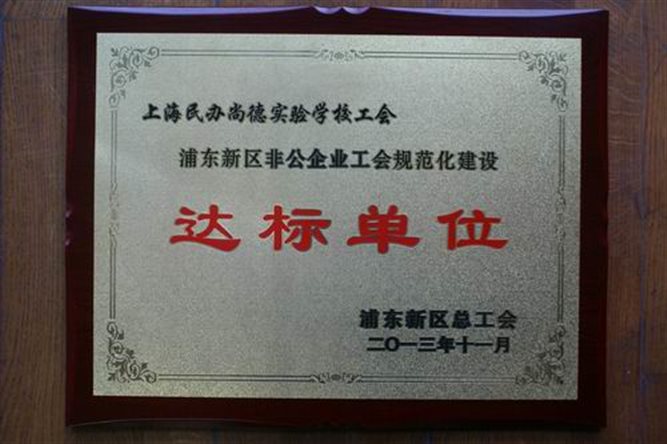 上海民办尚德实验学校工会
浦东新区非公企业工会规范化建设
达标单位
浦东新区总工会
二〇一三年十一月